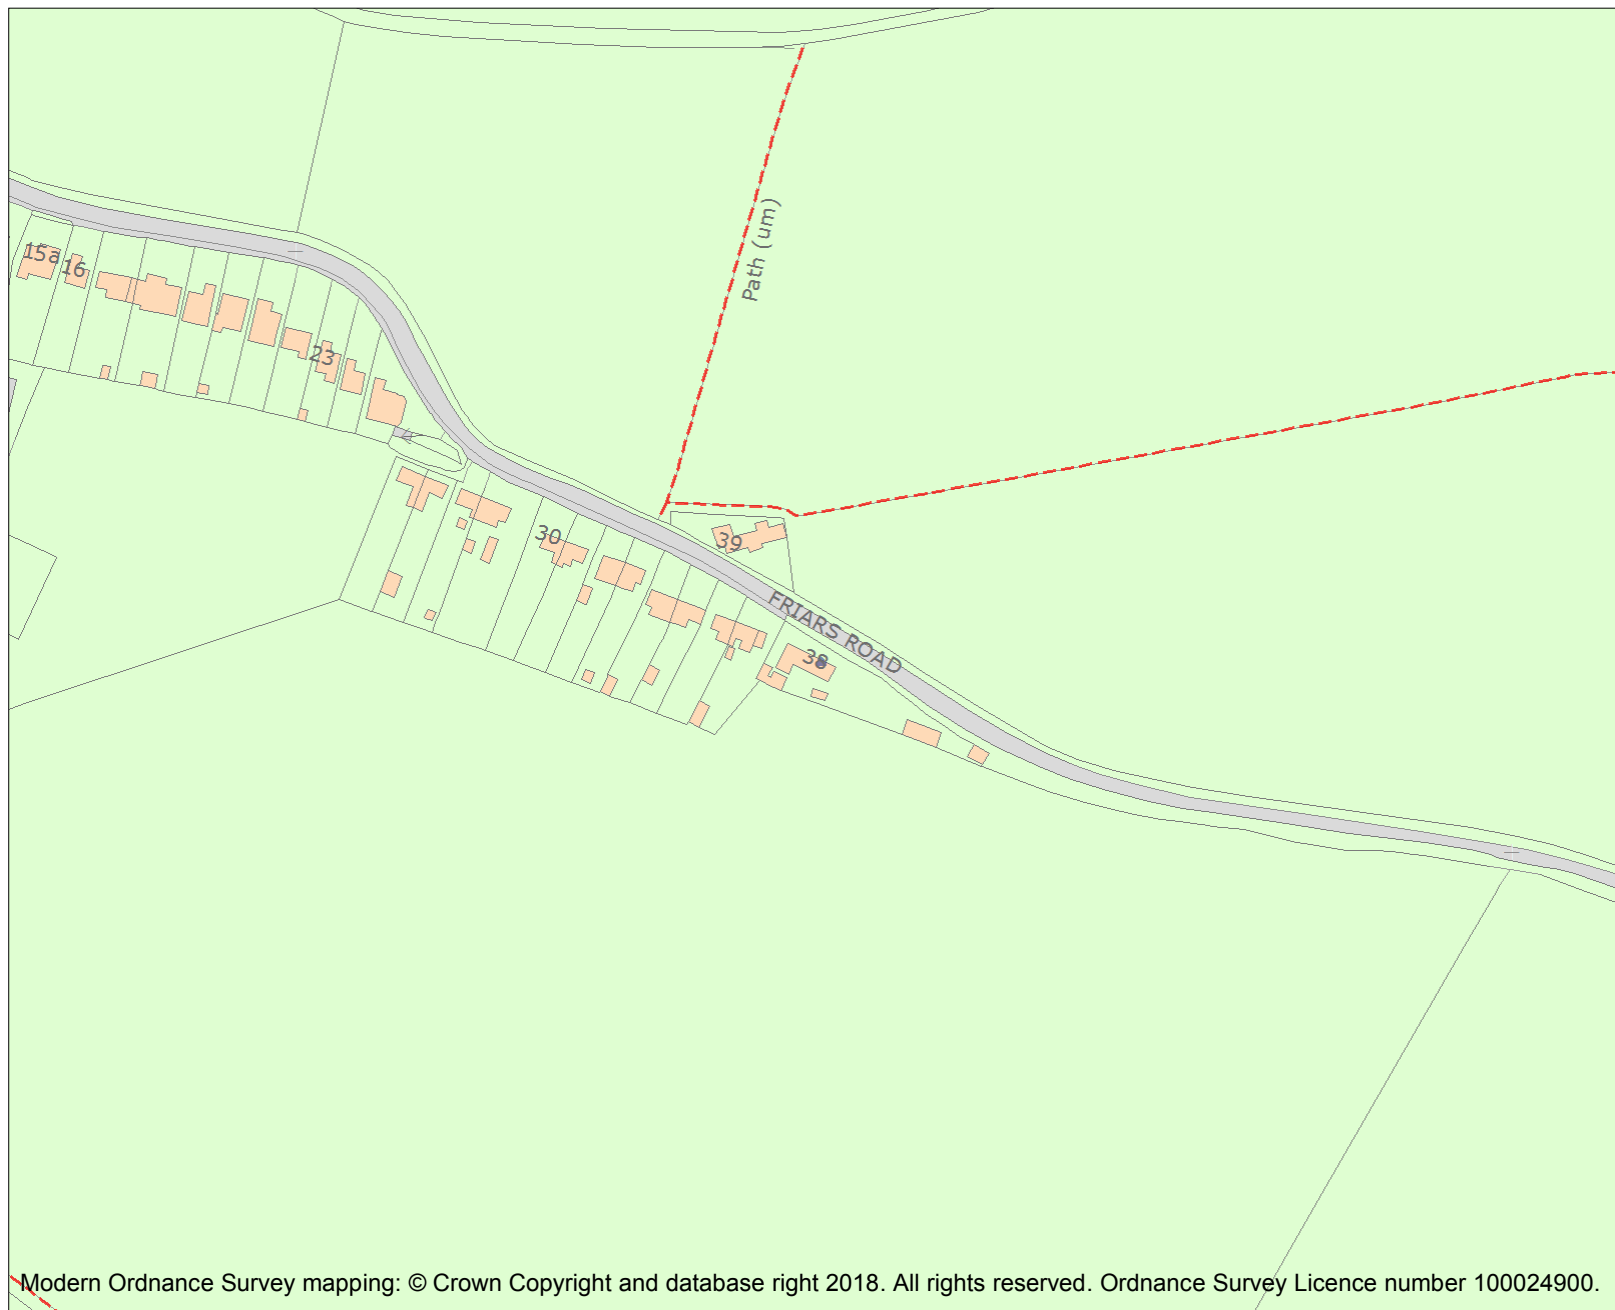 Path (um)
15a
16
23
30
39
FRIARS ROAD
38
Modern Ordnance Survey mapping: © Crown Copyright and database right 2018. All rights reserved. Ordnance Survey Licence number 100024900.